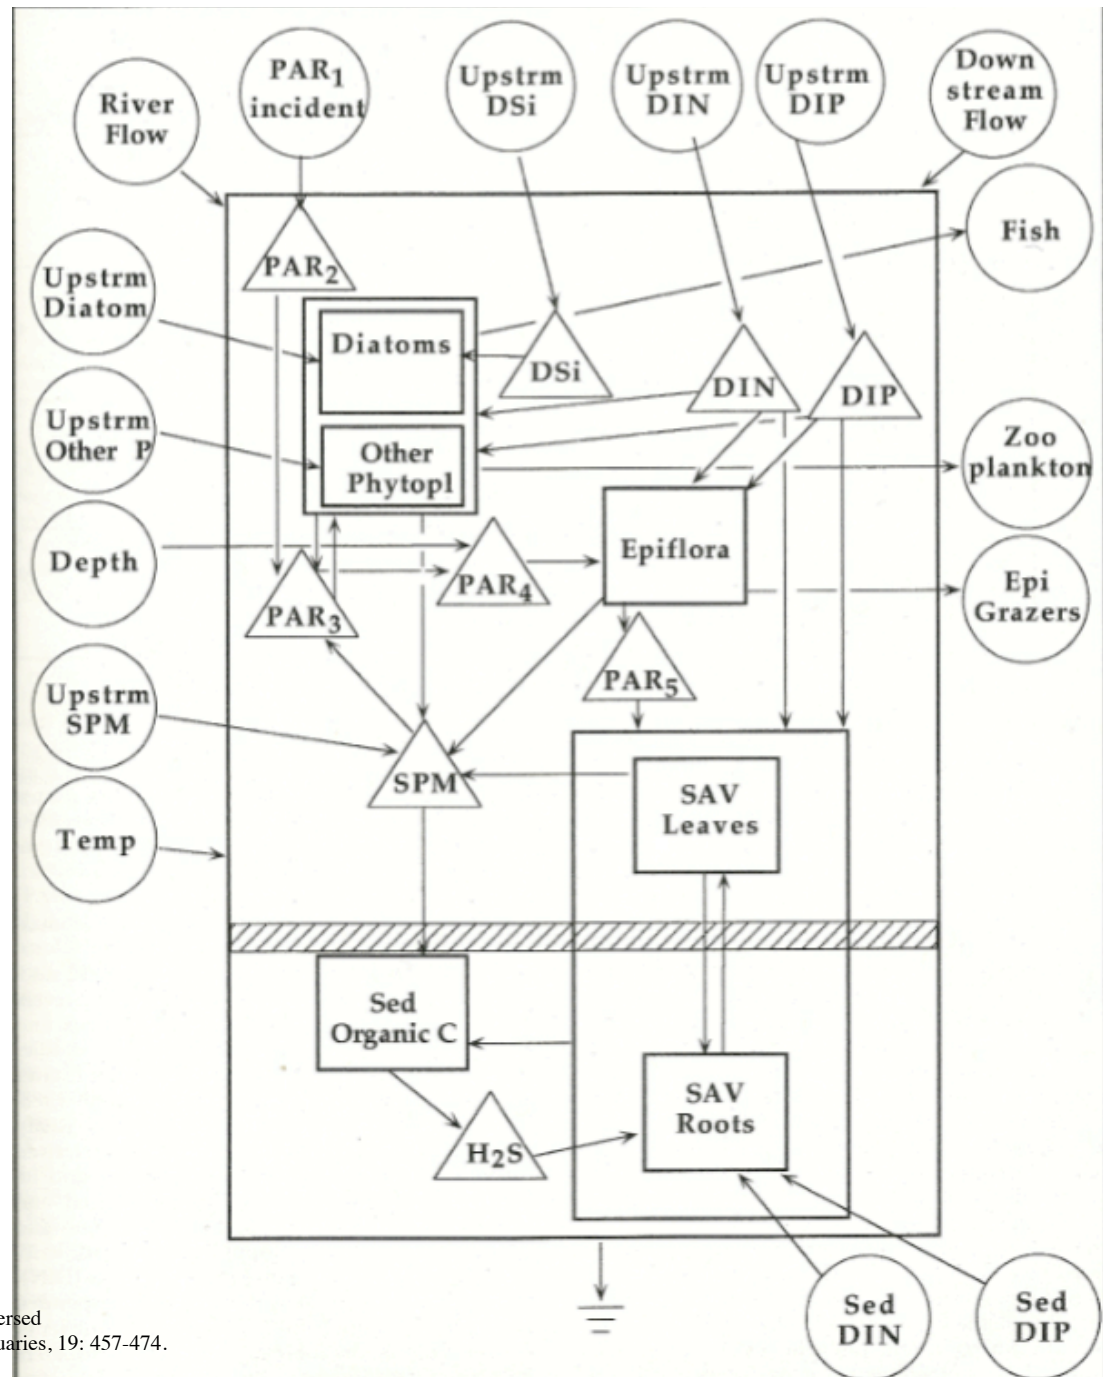 PAR1
incident
River
Flow
Upstrm
DSi
Upstrm
DIN
Upstrm
DIP
Down
stream
Flow
Fish
PAR2
Upstrm
Diatom
Diatoms
DSi
DIN
DIP
Upstrm
Other P
Other
Phytopl
Zoo
plankton
Depth
Epiflora
PAR4
PAR3
Epi
Grazers
PAR5
Upstrm
SPM
SPM
SAV
Leaves
Temp
Sed
Organic C
SAV
Roots
H2S
Sed
DIN
Sed
DIP
ersed
uaries, 19: 457-474.